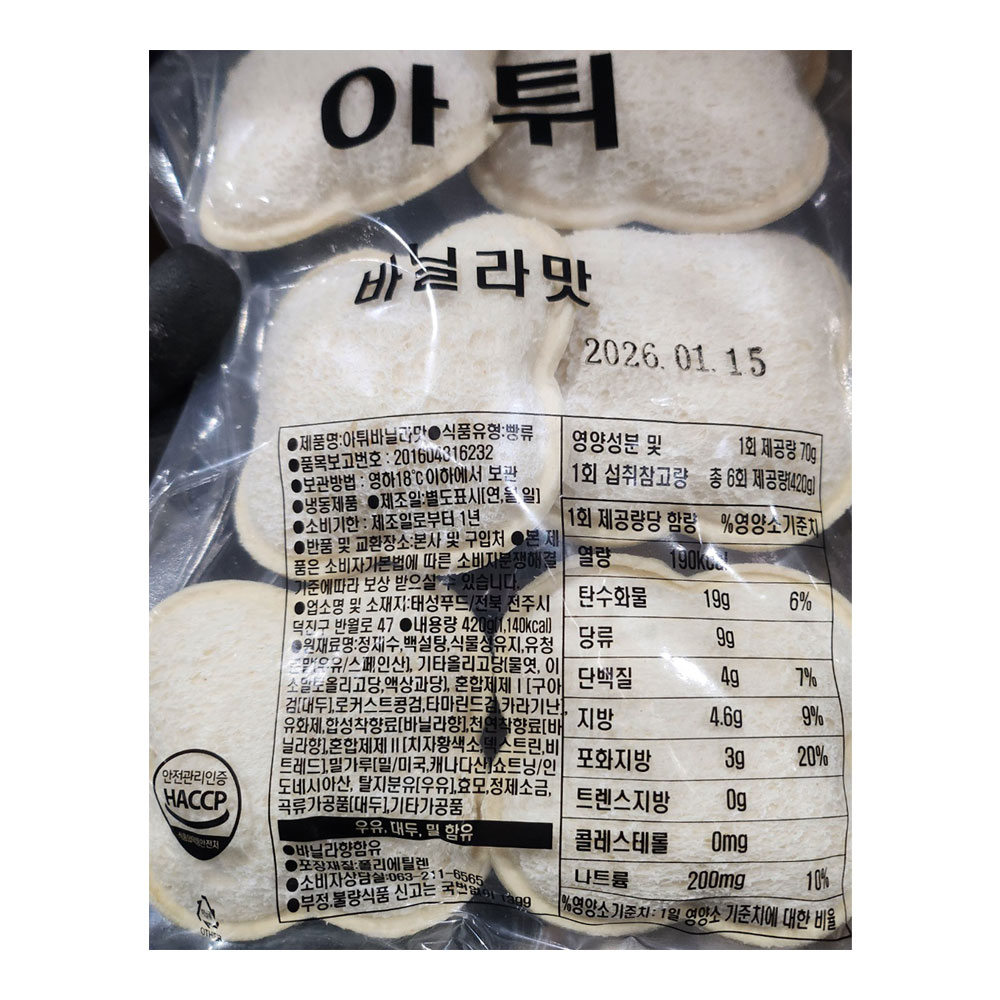 아튀
바닐라맛
2026.01.15
●제품명:아튀바닐라맛●식품유형:빵류
●품목보고번호 : 201604816232
●보관방법 : 영하18℃이하에서 보관
●냉동제품 ●제조일:별도표시[연,월,일]
●소비기한 : 제조일로부터 1년
●반품 및 교환장소:본사 및 구입처 ●본 제
품은 소비자기본법에 따른 소비자분쟁해결
기준에따라 보상 받으실 수 있습니다.
●업소명 및 소재지:태성푸드/전북 전주시
덕진구 반월로 47 ●내용량 420g(1,140kcal)
●원재료명:정재수,백설탕,식물성유지,유청
분말[우유/스페인산], 기타올리고당[물엿, 이
소말토올리고당,액상과당], 혼합제제Ⅰ[구아
검[대두],로커스트콩검,타마린드검,카라기난,
유화제,합성착향료[바닐라향],천연착향료[바
닐라향],혼합제제Ⅱ[치자황색소,덱스트린,비
트레드],밀가루[밀/미국,캐나다산]쇼트닝/인
도네시아산, 탈지분유[우유],효모,정제소금,
곡류가공품[대두],기타가공품
우유, 대두, 밀 함유
●바닐라향함유
●포장재질:폴리에틸렌
●소비자상담실:063-211-6565
●부정,불량식품 신고는 국번없이 1399
영양성분 및 1회 제공량 70g
1회 섭취참고량 총 6회 제공량(420g)
1회 제공량당 함량 %영양소기준치
열량 190kcal
탄수화물 19g 6%
당류 9g
단백질 4g 7%
지방 4.6g 9%
포화지방 3g 20%
트랜스지방 0g
콜레스테롤 0mg
나트륨 200mg 10%
%영양소기준치 : 1일 영양소 기준치에 대한 비율
안전관리인증
HACCP
OTHER